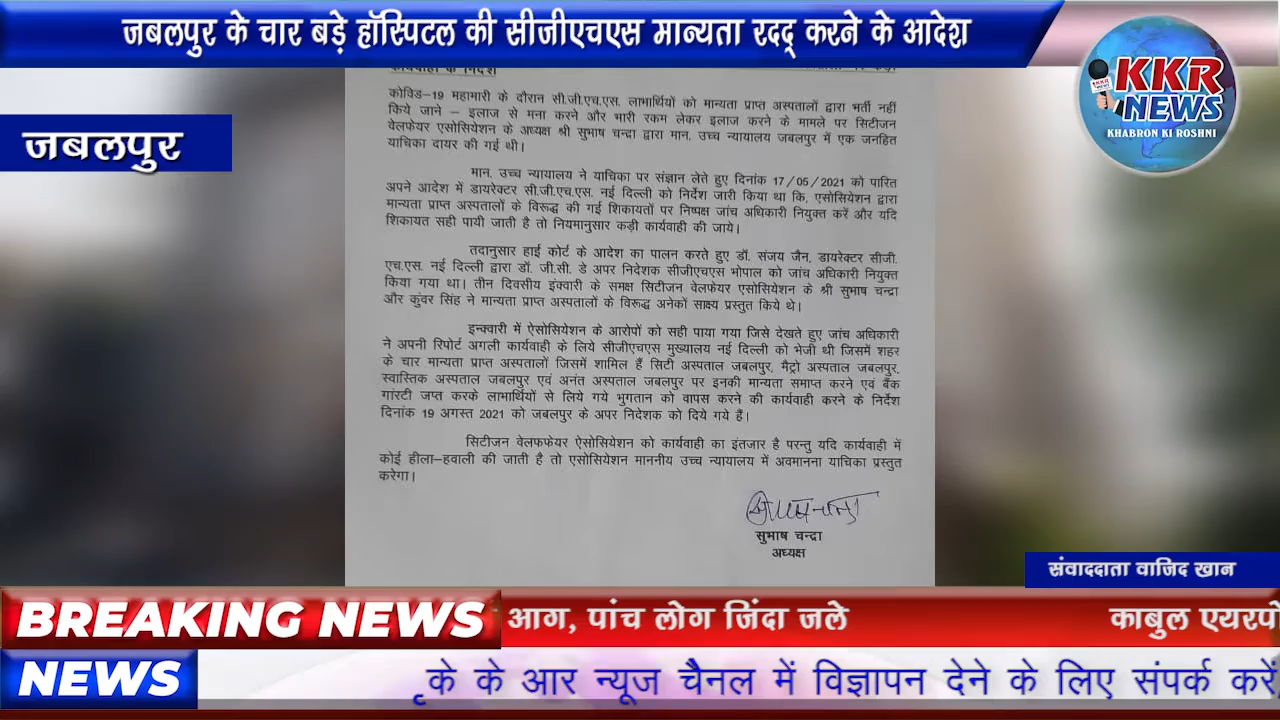 जबलपुर के चार बड़े हॉस्पिटल की सीजीएचएस मान्यता रदद् करने के आदेश
KKR
NEWS
KHABRON KI ROSHNI
जबलपुर
कोविड–19 महामारी के दौरान सी.जी.एच.एस. लाभार्थियों को मान्यता प्राप्त अस्पतालों द्वारा भर्ती नहीं
किये जाने – इलाज से मना करने और भारी रकम लेकर इलाज करने के मामले पर सिटीजन
वेलफेयर एसोसियेशन के अध्यक्ष श्री सुभाष चन्द्रा द्वारा मान. उच्च न्यायालय जबलपुर में एक जनहित
याचिका दायर की गई थी।
मान. उच्च न्यायालय ने याचिका पर संज्ञान लेते हुए दिनांक 17/05/2021 को पारित
अपने आदेश में डायरेक्टर सी.जी.एच.एस. नई दिल्ली को निर्देश जारी किया था कि, एसोसियेशन द्वारा
मान्यता प्राप्त अस्पतालों के विरूद्ध की गई शिकायतों पर निष्पक्ष जांच अधिकारी नियुक्त करें और यदि
शिकायत सही पायी जाती है तो नियमानुसार कड़ी कार्यवाही की जाये।
तदानुसार हाई कोर्ट के आदेश का पालन करते हुए डॉ. संजय जैन, डायरेक्टर सीजी.
एच.एस. नई दिल्ली द्वारा डॉ. जी.सी. डे अपर निदेशक सीजीएचएस भोपाल को जांच अधिकारी नियुक्त
किया गया था। तीन दिवसीय इंक्वारी के समक्ष सिटीजन वेलफेयर एसोसियेशन के श्री सुभाष चन्द्रा
और कुंवर सिंह ने मान्यता प्राप्त अस्पतालों के विरूद्ध अनेकों साक्ष्य प्रस्तुत किये थे।
इन्क्वारी में ऐसोसियेशन के आरोपों को सही पाया गया जिसे देखते हुए जांच अधिकारी
ने अपनी रिपोर्ट अगली कार्यवाही के लिये सीजीएचएस मुख्यालय नई दिल्ली को भेजी थी जिसमें शहर
के चार मान्यता प्राप्त अस्पतालों जिसमें शामिल हैं सिटी अस्पताल जबलपुर, मैट्रो अस्पताल जबलपुर,
स्वास्तिक अस्पताल जबलपुर एवं अनंत अस्पताल जबलपुर पर इनकी मान्यता समाप्त करने एवं बैंक
गांरटी जप्त करके लाभार्थियों से लिये गये भुगतान को वापस करने की कार्यवाही करने के निर्देश
दिनांक 19 अगस्त 2021 को जबलपुर के अपर निदेशक को दिये गये हैं।
सिटीजन वेलफफेयर ऐसोसियेशन को कार्यवाही का इंतजार है परन्तु यदि कार्यवाही में
कोई हीला–हवाली की जाती है तो एसोसियेशन माननीय उच्च न्यायालय में अवमानना याचिका प्रस्तुत
करेगा।
सुभाष चन्द्रा
अध्यक्ष
संवाददाता वाजिद खान
BREAKING NEWS
आग, पांच लोग जिंदा जले काबुल एयरपो
NEWS
के के आर न्यूज चैनल में विज्ञापन देने के लिए संपर्क करें